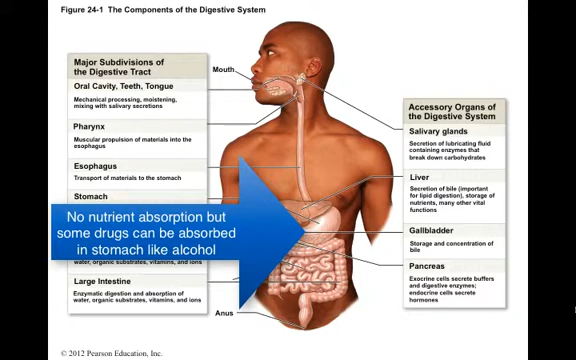 Figure 24-1 The Components of the Digestive System
Major Subdivisions of
the Digestive Tract
Oral Cavity, Teeth, Tongue
Mechanical processing, moistening,
mixing with salivary secretions
Pharynx
Muscular propulsion of materials into the
esophagus
Esophagus
Transport of materials to the stomach
Stomach
No nutrient absorption but
some drugs can be absorbed
in stomach like alcohol
water, organic substrates, vitamins, and ions
Large Intestine
Enzymatic digestion and absorption of
water, organic substrates, vitamins, and ions
Mouth
Anus
Accessory Organs of
the Digestive System
Salivary glands
Secretion of lubricating fluid
containing enzymes that
break down carbohydrates
Liver
Secretion of bile (important
for lipid digestion), storage of
nutrients, many other vital
functions
Gallbladder
Storage and concentration of
bile
Pancreas
Exocrine cells secrete buffers
and digestive enzymes;
endocrine cells secrete
hormones
© 2012 Pearson Education, Inc.